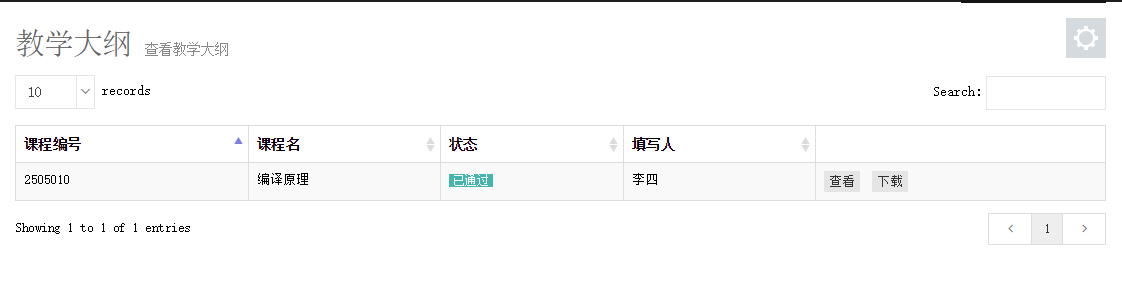 教学大纲 查看教学大纲
10 records Search:
课程编号 课程名 状态 填写人
2505010 编译原理 已通过 李四 查看 下载
Showing 1 to 1 of 1 entries 1